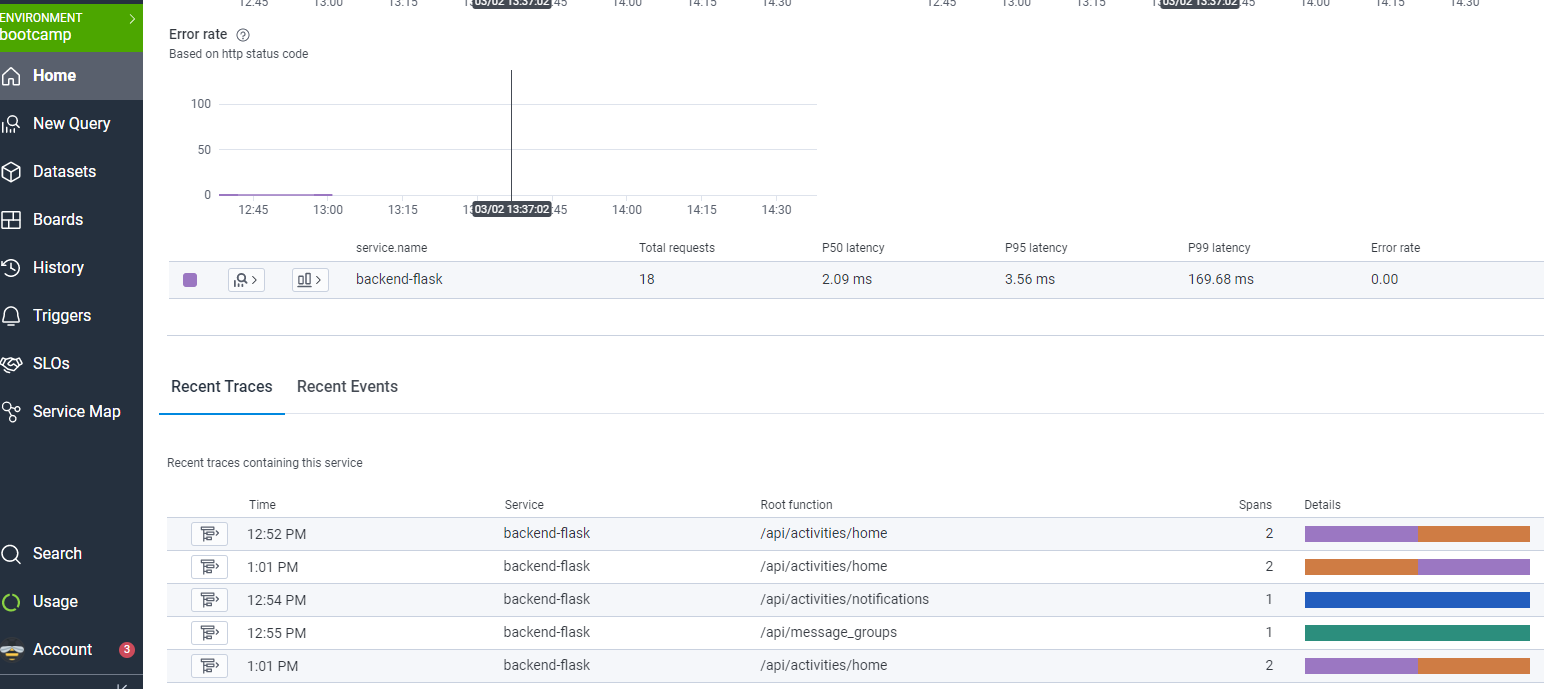 12:45 13:00 13:15 03/02 13:37:02 :45 14:00 14:15 14:30 12:45 13:00 13:15 03/02 13:37:02 45 14:00 14:15 14:30
ENVIRONMENT
bootcamp
Home
New Query
Datasets
Boards
History
Triggers
SLOs
Service Map
Search
Usage
Account 3
Error rate ?
Based on http status code
100
50
0
12:45 13:00 13:15 03/02 13:37:02 :45 14:00 14:15 14:30
service.name Total requests P50 latency P95 latency P99 latency Error rate
backend-flask 18 2.09 ms 3.56 ms 169.68 ms 0.00
Recent Traces Recent Events
Recent traces containing this service
Time Service Root function Spans Details
12:52 PM backend-flask /api/activities/home 2
1:01 PM backend-flask /api/activities/home 2
12:54 PM backend-flask /api/activities/notifications 1
12:55 PM backend-flask /api/message_groups 1
1:01 PM backend-flask /api/activities/home 2